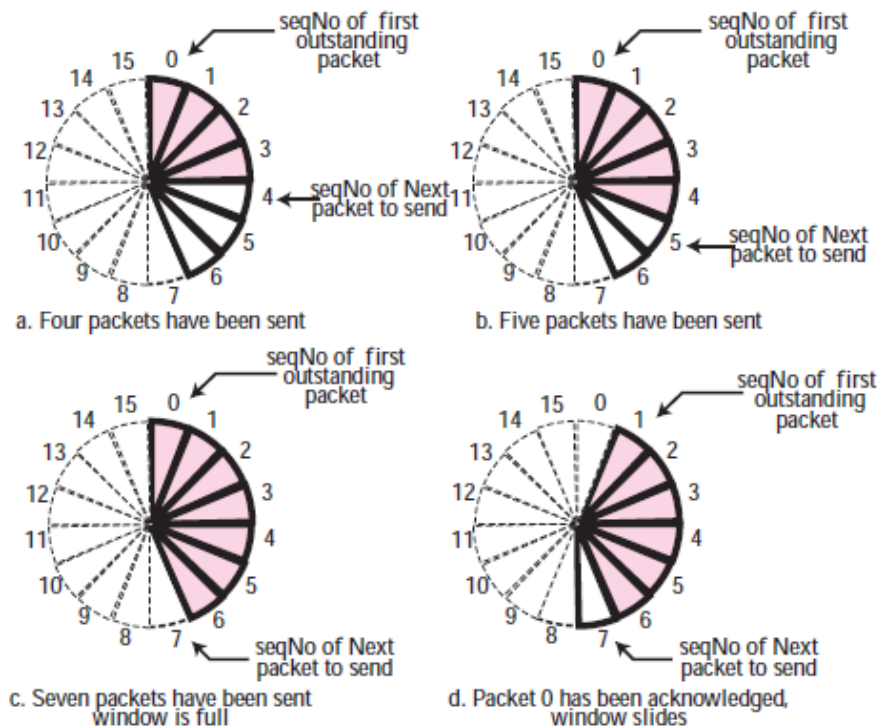 seqNo of first
outstanding
packet
0
1
2
3
4
5
6
7
8
9
10
11
12
13
14
15
seqNo of Next
packet to send
a. Four packets have been sent
seqNo of first
outstanding
packet
0
1
2
3
4
5
6
7
8
9
10
11
12
13
14
15
seqNo of Next
packet to send
b. Five packets have been sent
seqNo of first
outstanding
packet
0
1
2
3
4
5
6
7
8
9
10
11
12
13
14
15
seqNo of Next
packet to send
c. Seven packets have been sent
window is full
seqNo of first
outstanding
packet
0
1
2
3
4
5
6
7
8
9
10
11
12
13
14
15
seqNo of Next
packet to send
d. Packet 0 has been acknowledged,
window slides